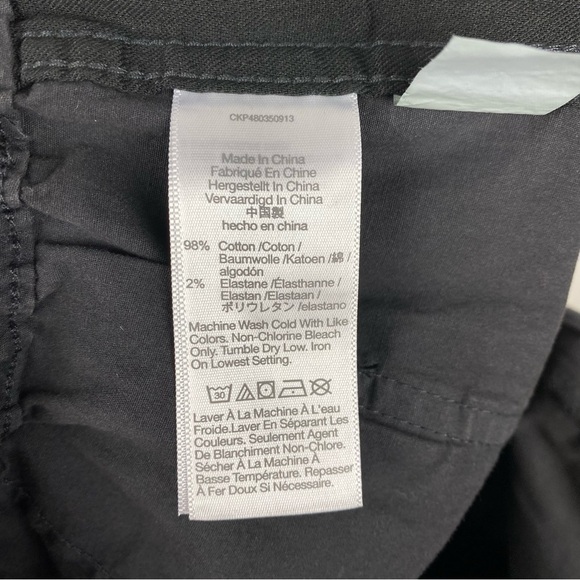 CKP480350913
Made In China
Fabriqué En Chine
Hergestellt In China
Vervaardigd In China
中国製
hecho en china
98% Cotton /Coton /
Baumwolle /Katoen /綿 /
algodón
2% Elastane /Élasthanne /
Elastan /Elastaan /
ポリウレタン /elastano
Machine Wash Cold With Like
Colors. Non-Chlorine Bleach
Only. Tumble Dry Low. Iron
On Lowest Setting.
30
Laver À La Machine À L'eau
Froide.Laver En Séparant Les
Couleurs. Seulement Agent
De Blanchiment Non-Chlore.
Sécher À La Machine À
Basse Température. Repasser
À Fer Doux Si Nécessaire.